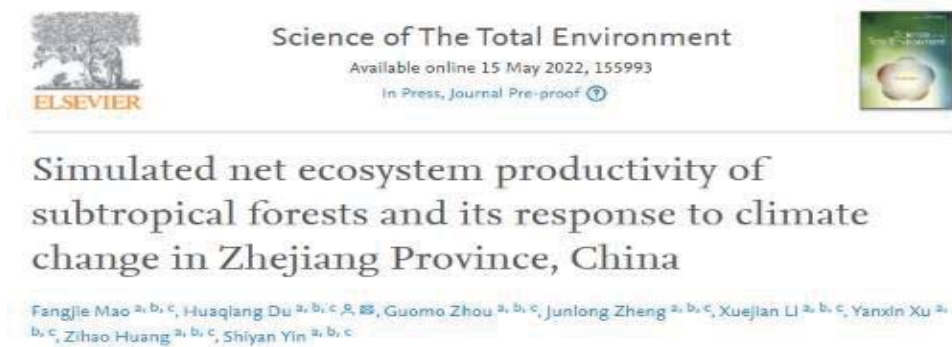 ELSEVIER
Science of The Total Environment
Available online 15 May 2022, 155993
In Press, Journal Pre-proof ?
Simulated net ecosystem productivity of
subtropical forests and its response to climate
change in Zhejiang Province, China
Fangjie Mao a, b, c, Huaqiang Du a, b, c, Guomo Zhou a, b, c, Junlong Zheng a, b, c, Xuejian Li a, b, c, Yanxin Xu a,
b, c, Zihao Huang a, b, c, Shiyan Yin a, b, c